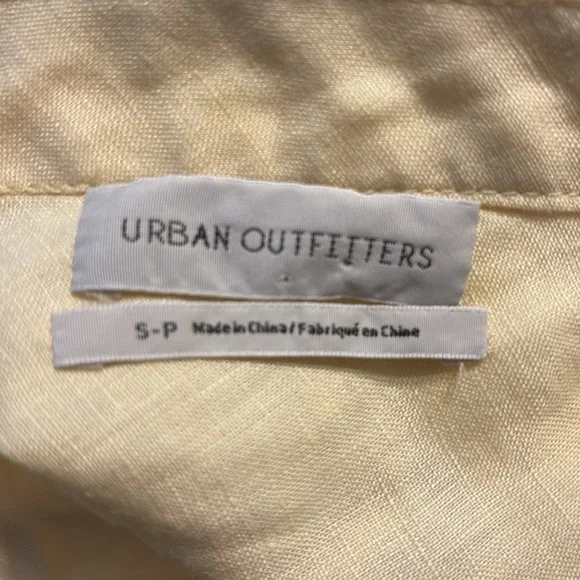 URBAN OUTFITTERS
S-P Made in China / Fabriqué en Chine